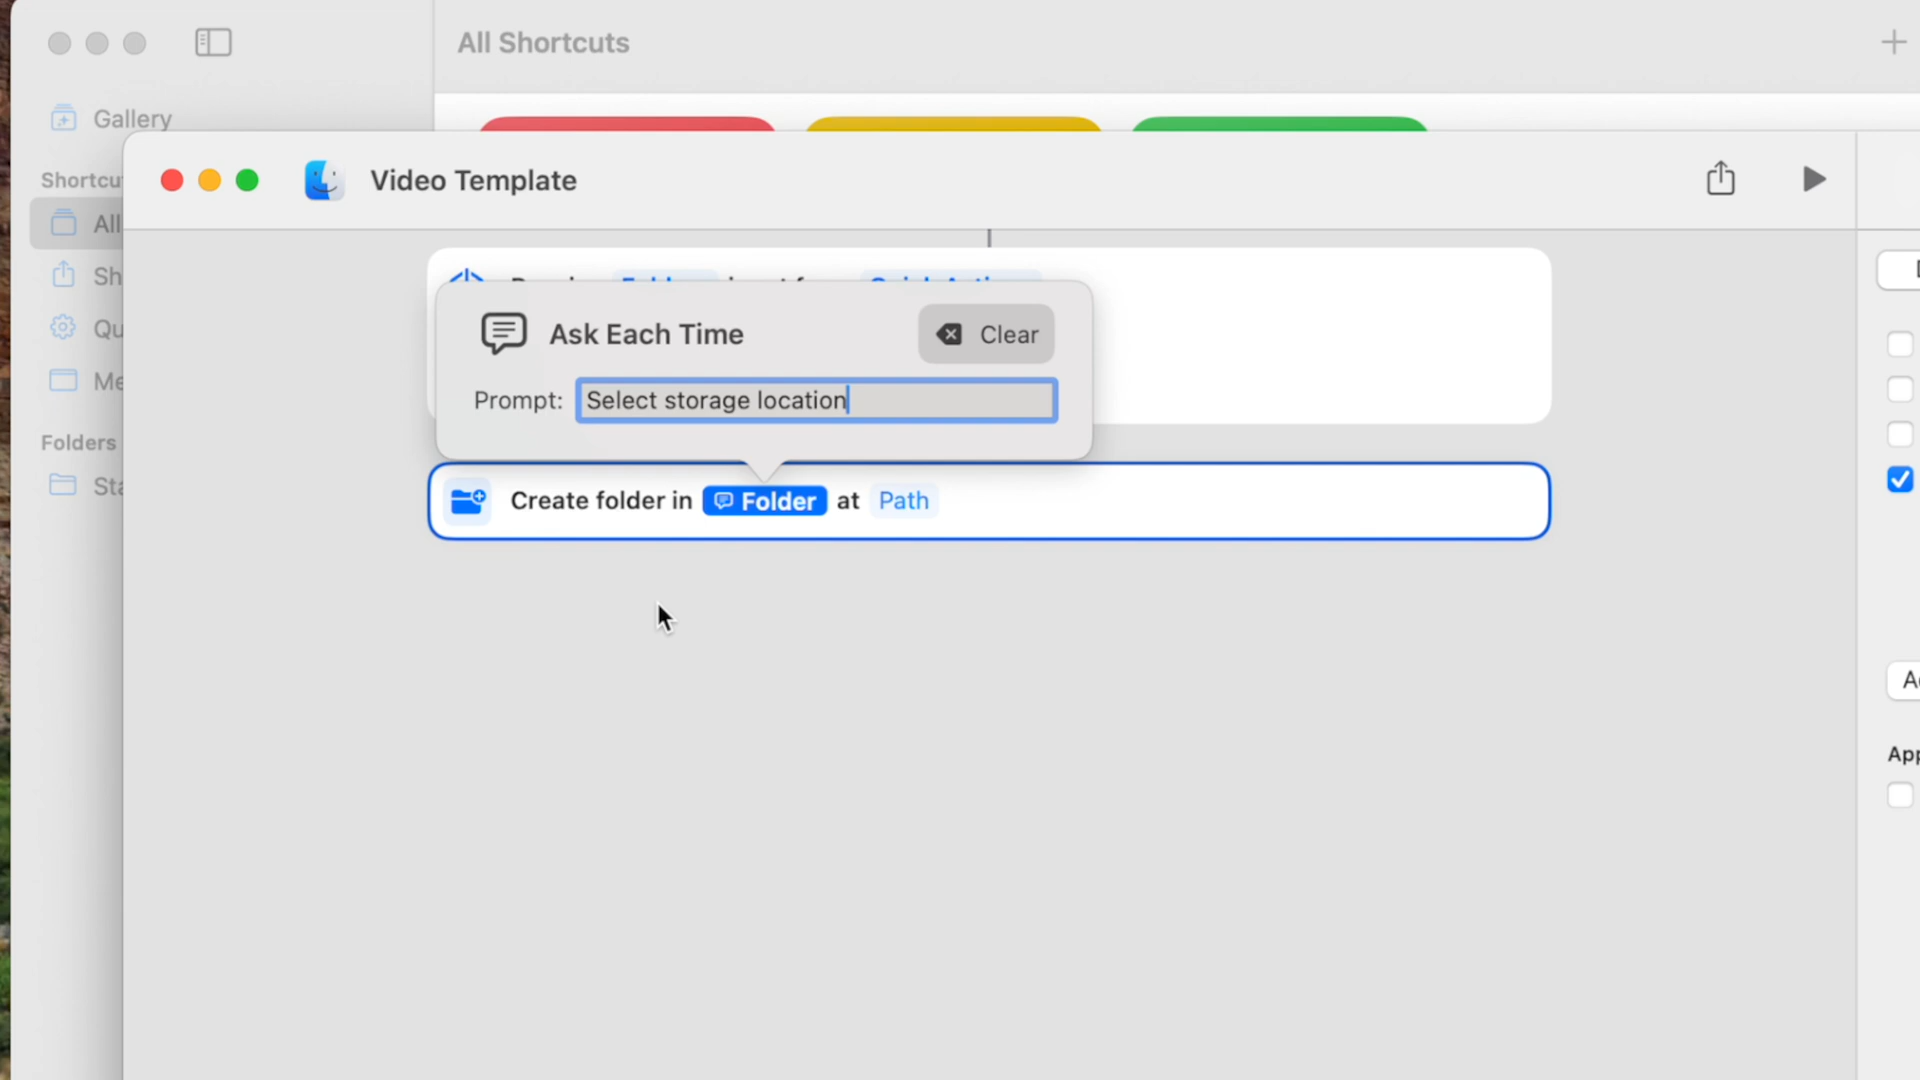 All Shortcuts
Gallery
Shortcu
All
Sh
Qu
Me
Folders
Sta
Video Template
Ask Each Time
Clear
Prompt: Select storage location
Create folder in Folder at Path
App